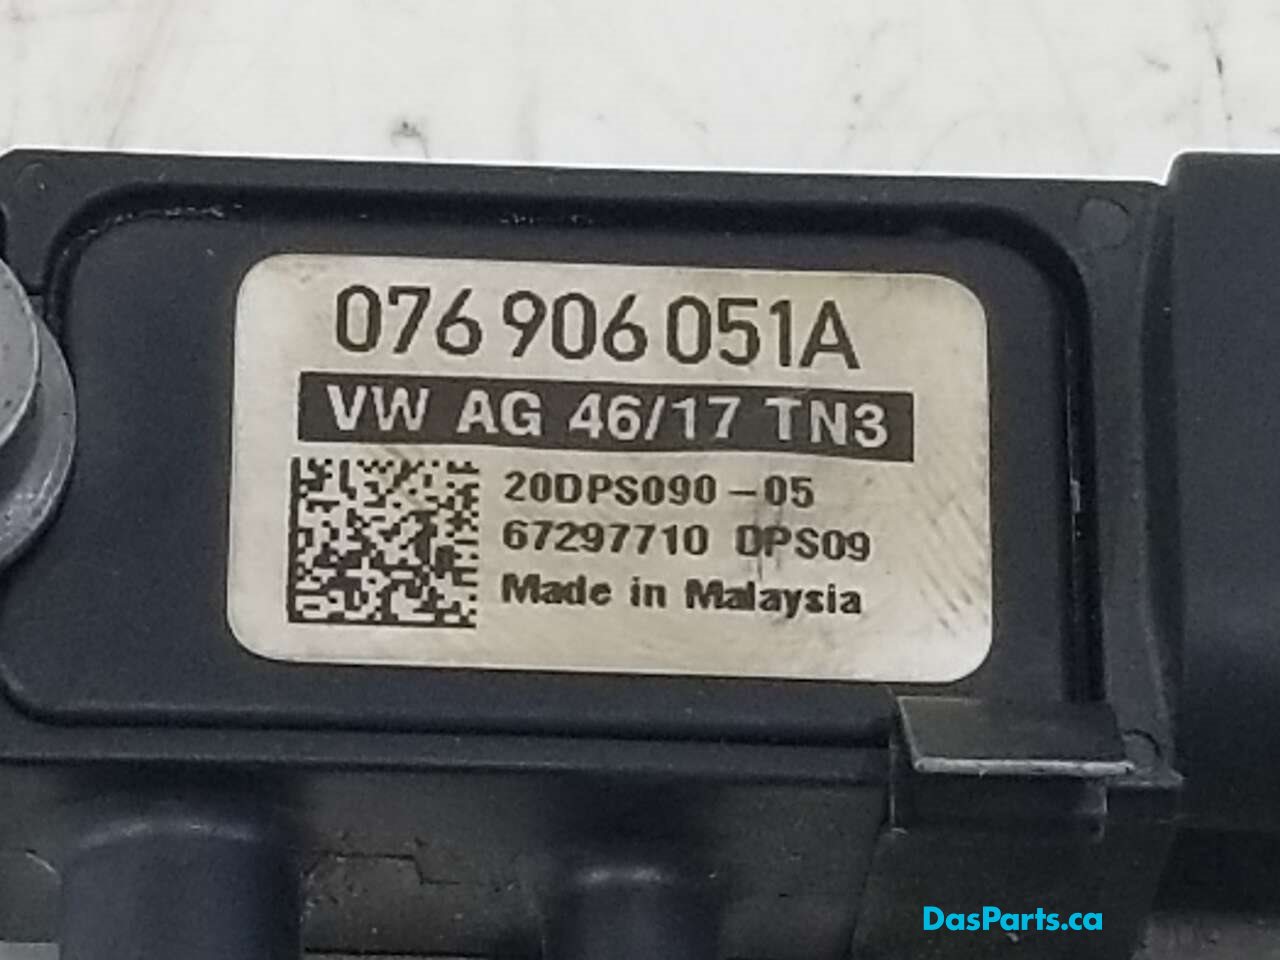 076 906 051A
VW AG 46/17 TN3
20DPS090-05
67297710 DPS09
Made in Malaysia
DasParts.ca